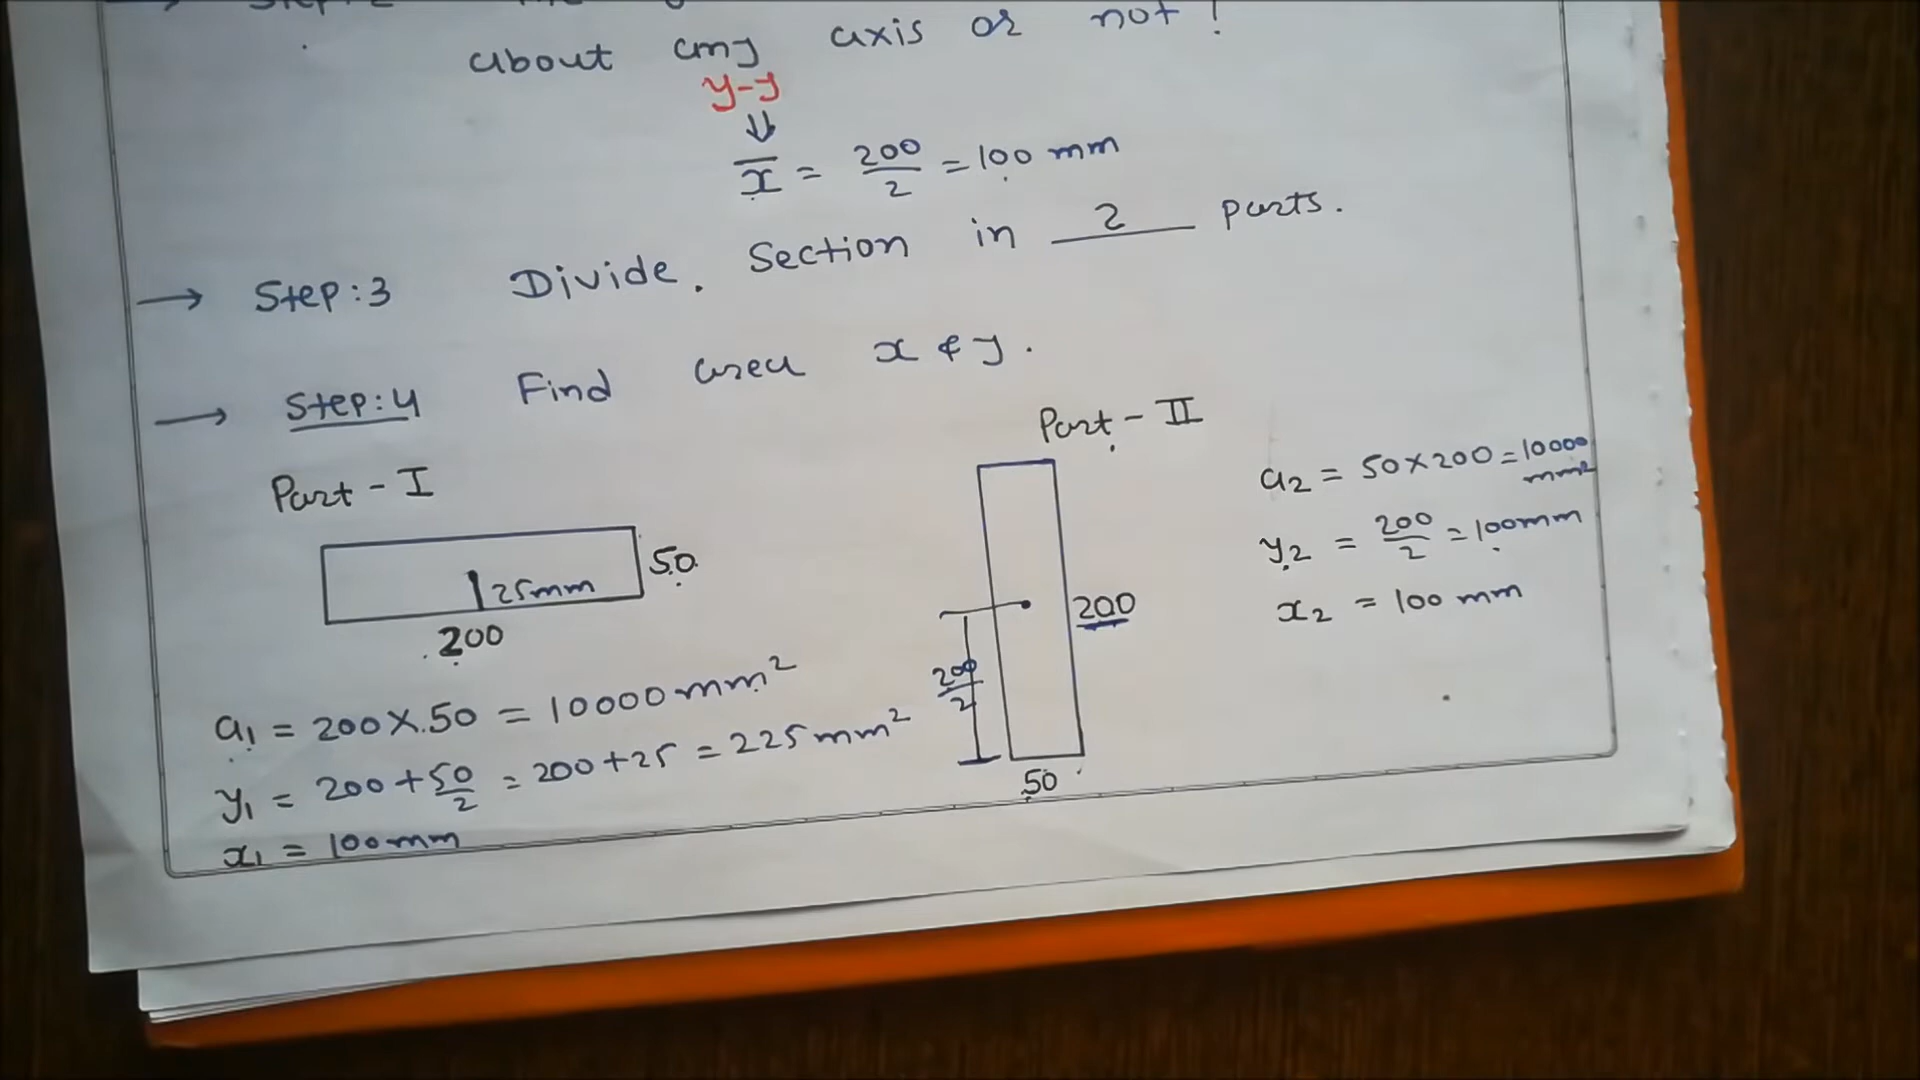 about any axis or not!
y-y
⇓
x̄ = 200/2 = 100 mm
→ Step:3 Divide. Section in 2 parts.
→ Step:4 Find area x & y.
Part - I
25mm
50
200
a1 = 200 X 50 = 10000 mm²
y1 = 200 + 50/2 = 200 + 25 = 225 mm²
x1 = 100 mm
Part - II
200
200/2
50
a2 = 50 X 200 = 10000 mm²
y2 = 200/2 = 100mm
x2 = 100 mm